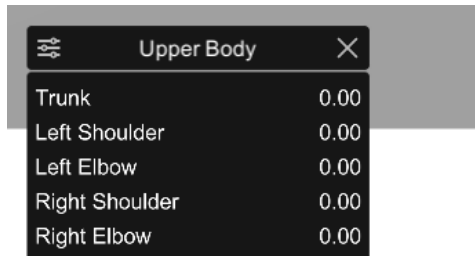 Upper Body
Trunk 0.00
Left Shoulder 0.00
Left Elbow 0.00
Right Shoulder 0.00
Right Elbow 0.00